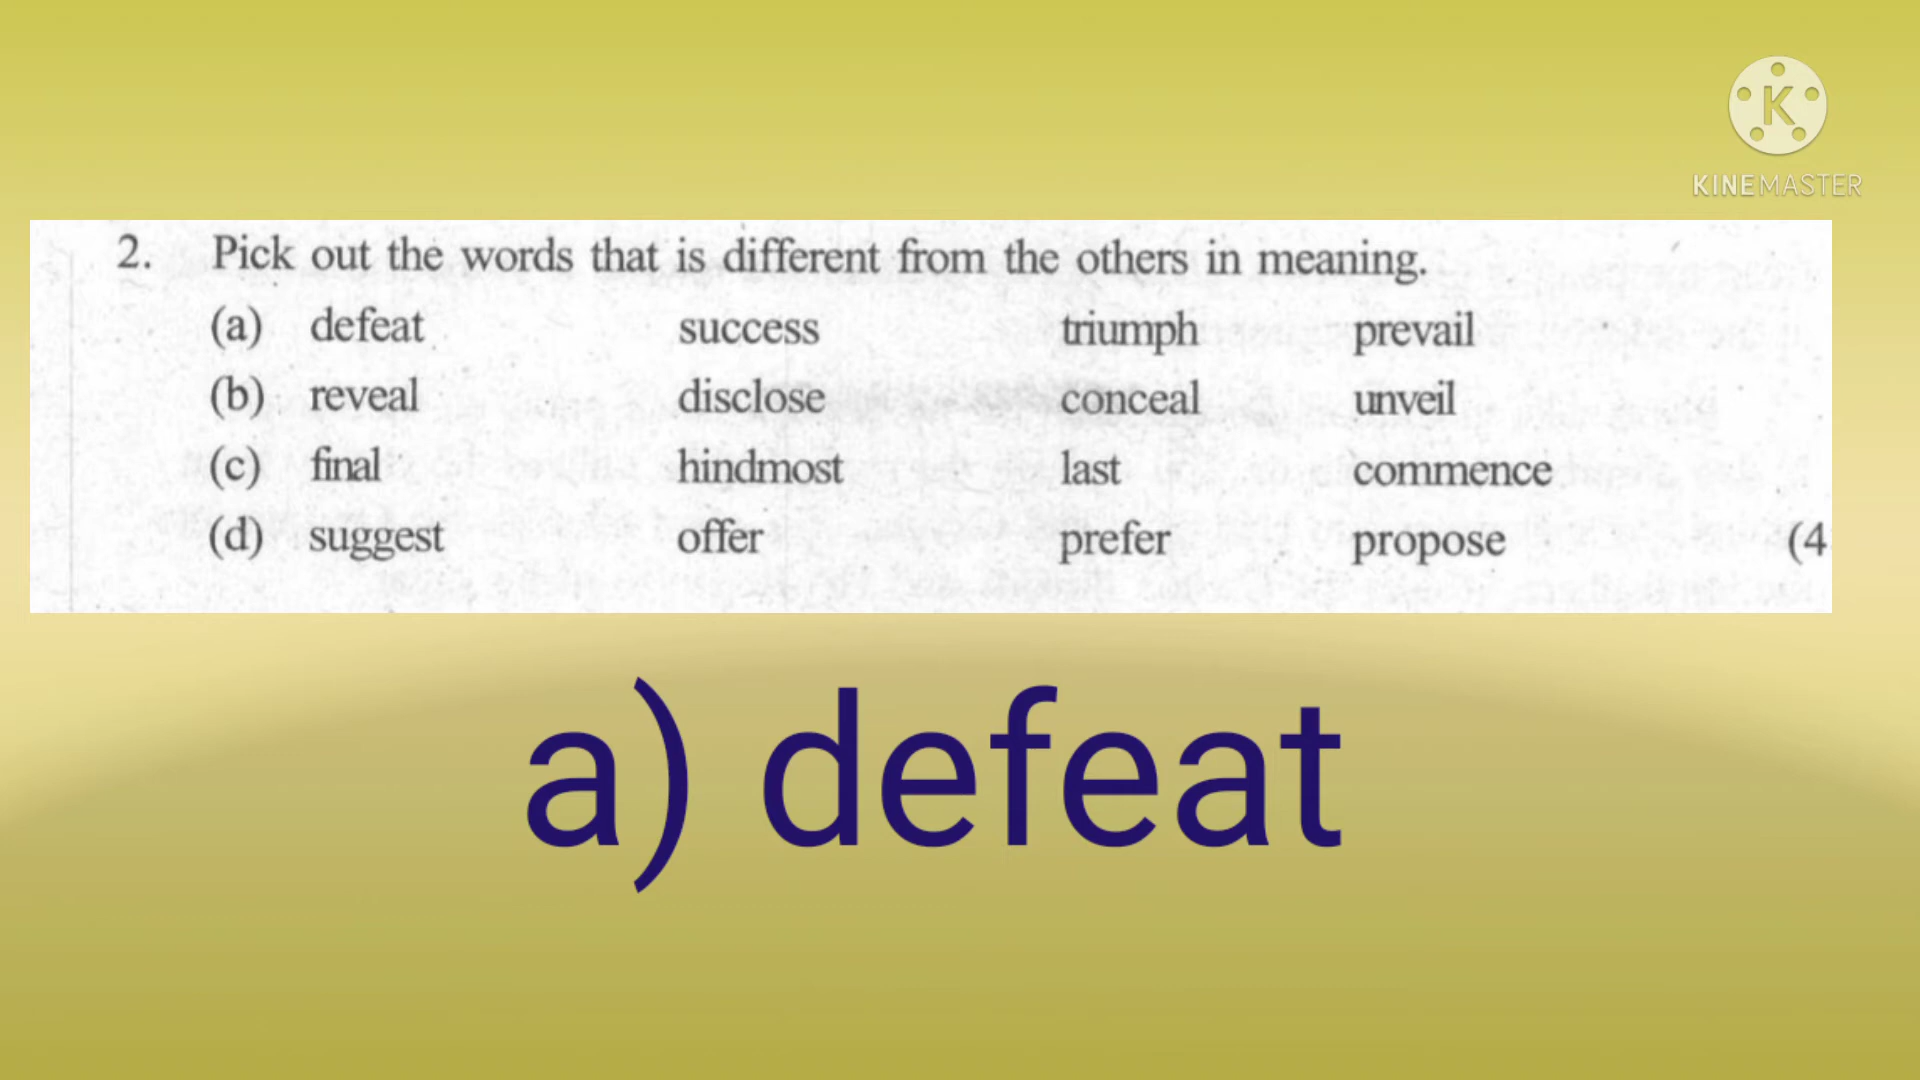 K
KINEMASTER
2. Pick out the words that is different from the others in meaning.
(a) defeat success triumph prevail
(b) reveal disclose conceal unveil
(c) final hindmost last commence
(d) suggest offer prefer propose (4
a) defeat